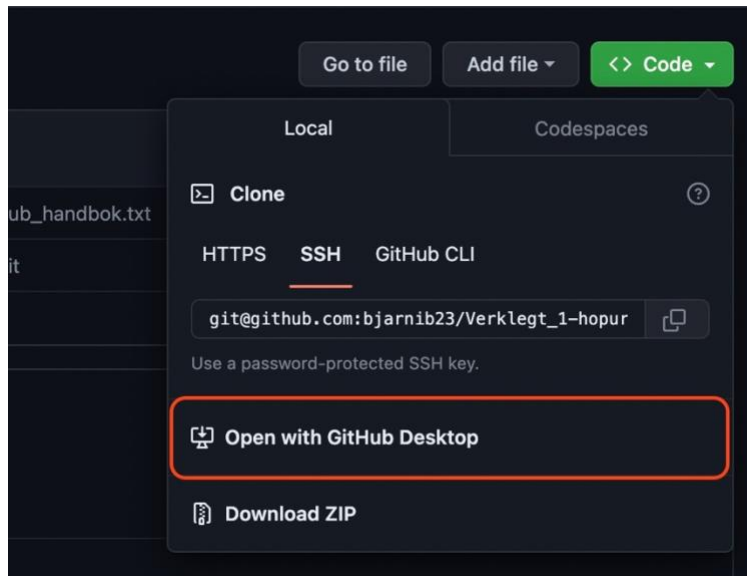 Go to file Add file <> Code
Local Codespaces
Clone
ub_handbok.txt
HTTPS SSH GitHub CLI
it
git@github.com:bjarnib23/Verklegt_1-hopur
Use a password-protected SSH key.
Open with GitHub Desktop
Download ZIP